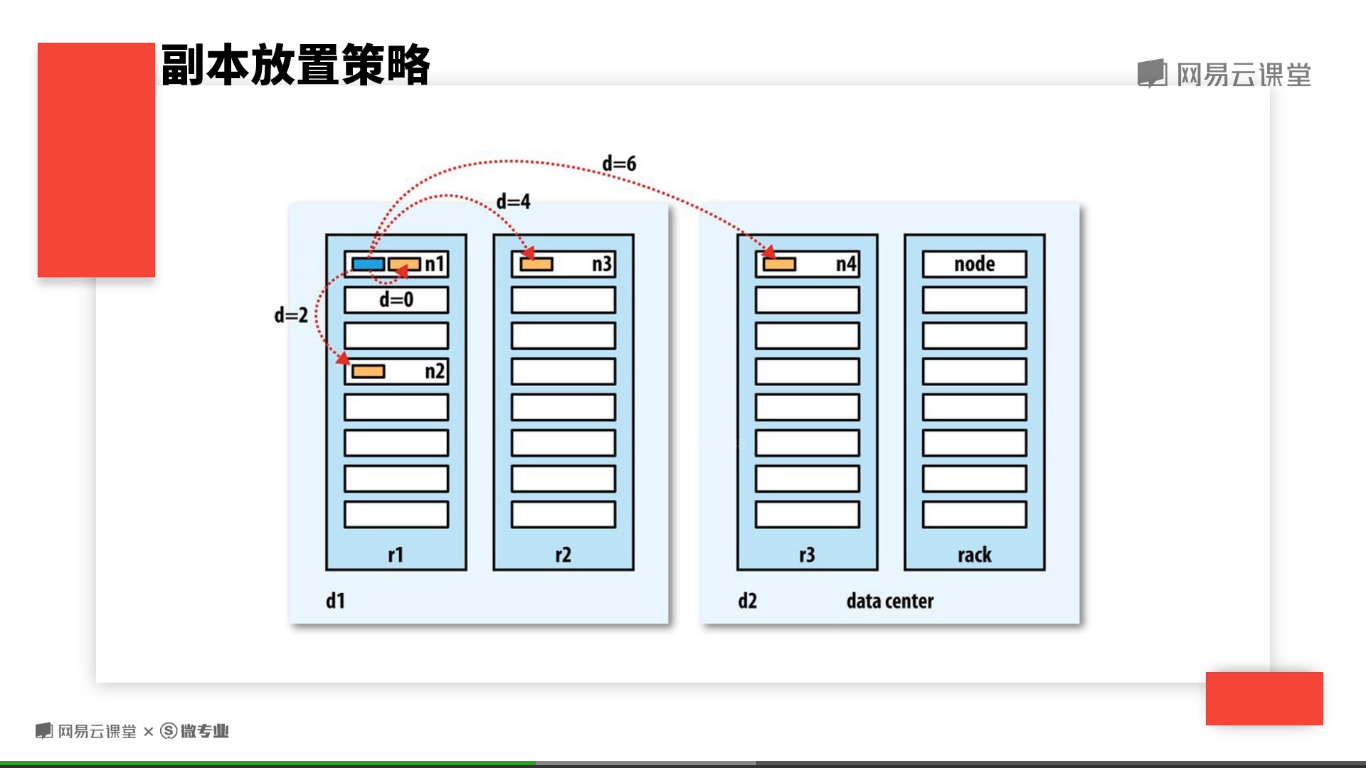 副本放置策略
网易云课堂
d=6
d=4
n1
n3
n4
node
d=0
d=2
n2
r1
r2
r3
rack
d1
d2
data center
网易云课堂 × Ⓢ微专业